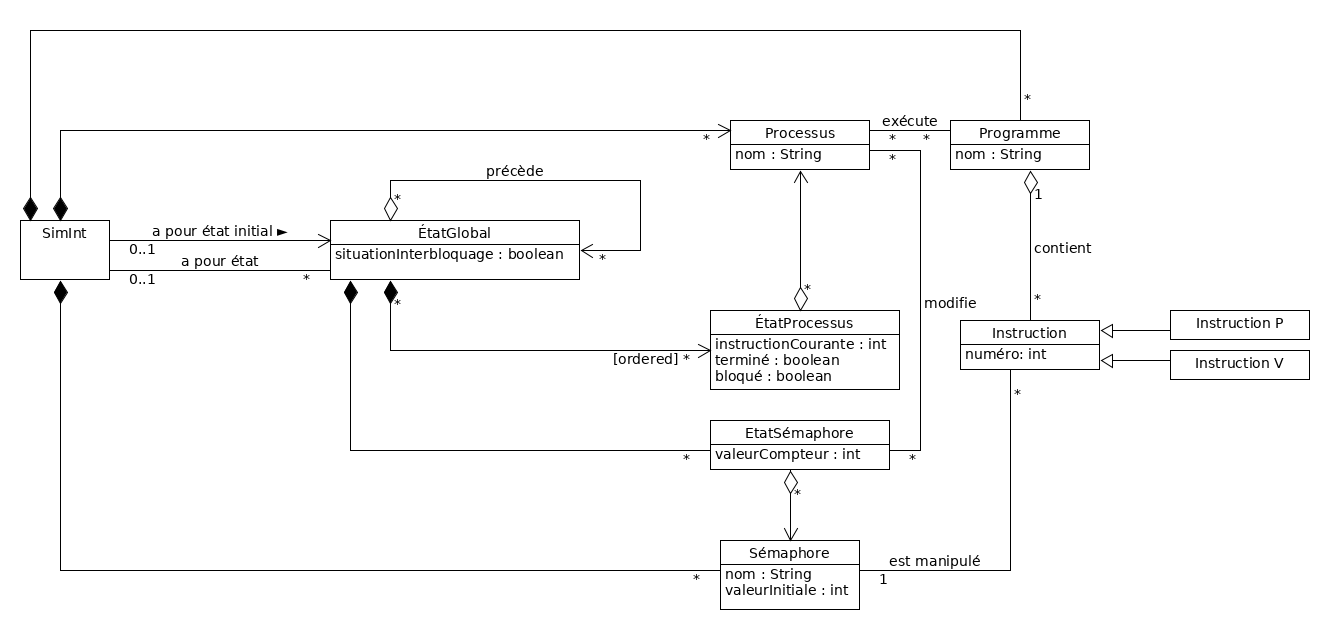 *
Processus
exécute
Programme
*
*
*
nom : String
*
nom : String
précède
*
1
SimInt
a pour état initial ►
ÉtatGlobal
0..1
situationInterbloquage : boolean
*
contient
a pour état
0..1
*
*
*
modifie
*
ÉtatProcessus
Instruction
Instruction P
instructionCourante : int
numéro: int
[ordered] *
terminé : boolean
Instruction V
bloqué : boolean
*
EtatSémaphore
*
valeurCompteur : int
*
*
Sémaphore
est manipulé
*
nom : String
1
valeurInitiale : int